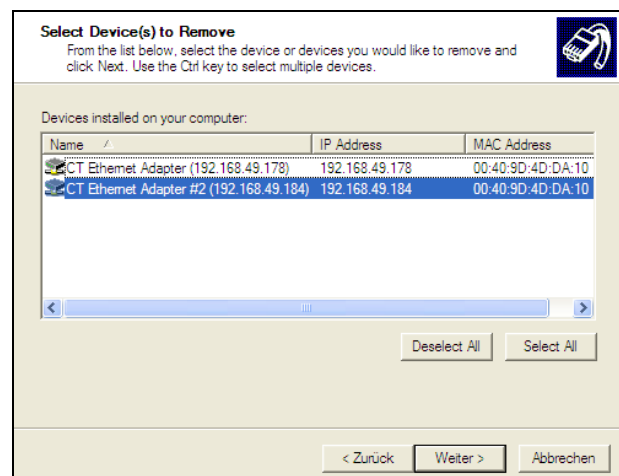 Select Device(s) to Remove
From the list below, select the device or devices you would like to remove and
click Next. Use the Ctrl key to select multiple devices.
Devices installed on your computer:
Name IP Address MAC Address
CT Ethernet Adapter (192.168.49.178) 192.168.49.178 00:40:9D:4D:DA:10
CT Ethernet Adapter #2 (192.168.49.184) 192.168.49.184 00:40:9D:4D:DA:10
Deselect All Select All
< Zurück Weiter > Abbrechen